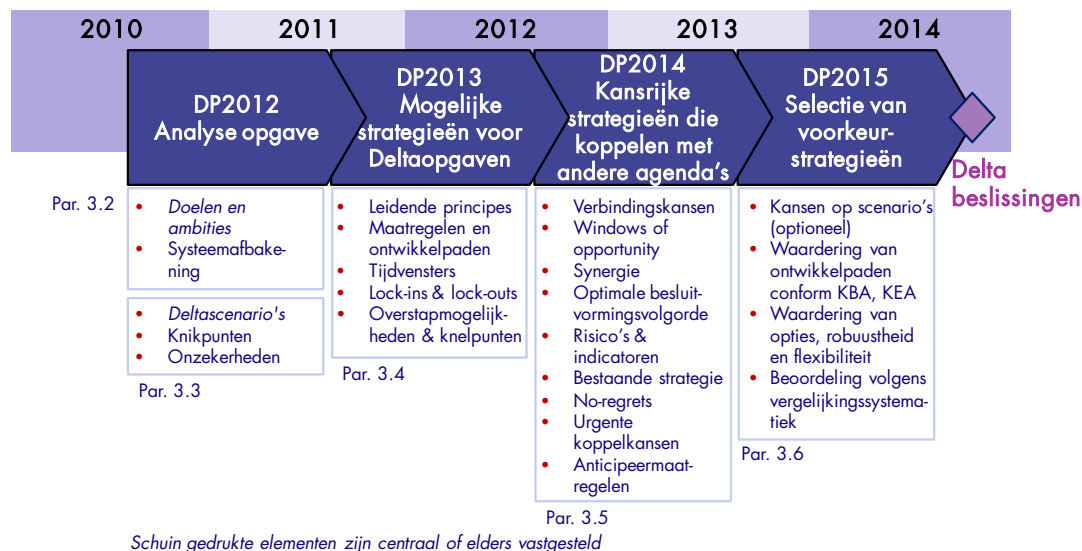 2010
2011
2012
2013
2014
DP2012
Analyse opgave
DP2013
Mogelijke
strategieën voor
Deltaopgaven
DP2014
Kansrijke
strategieën die
koppelen met
andere agenda's
DP2015
Selectie van
voorkeur-
strategieën
Delta
beslissingen
Par. 3.2
• Doelen en
ambities
• Systeemafbake-
ning
• Deltascenario's
• Knikpunten
• Onzekerheden
Par. 3.3
• Leidende principes
• Maatregelen en
ontwikkelpaden
• Tijdvensters
• Lock-ins & lock-outs
• Overstapmogelijk-
heden & knelpunten
Par. 3.4
• Verbindingskansen
• Windows of
opportunity
• Synergie
• Optimale besluit-
vormingsvolgorde
• Risico's &
indicatoren
• Bestaande strategie
• No-regrets
• Urgente
koppelkansen
• Anticipeermaat-
regelen
Par. 3.5
• Kansen op scenario's
(optioneel)
• Waardering van
ontwikkelpaden
conform KBA, KEA
• Waardering van
opties, robuustheid
en flexibiliteit
• Beoordeling volgens
vergelijkingssystema-
tiek
Par. 3.6
Schuin gedrukte elementen zijn centraal of elders vastgesteld